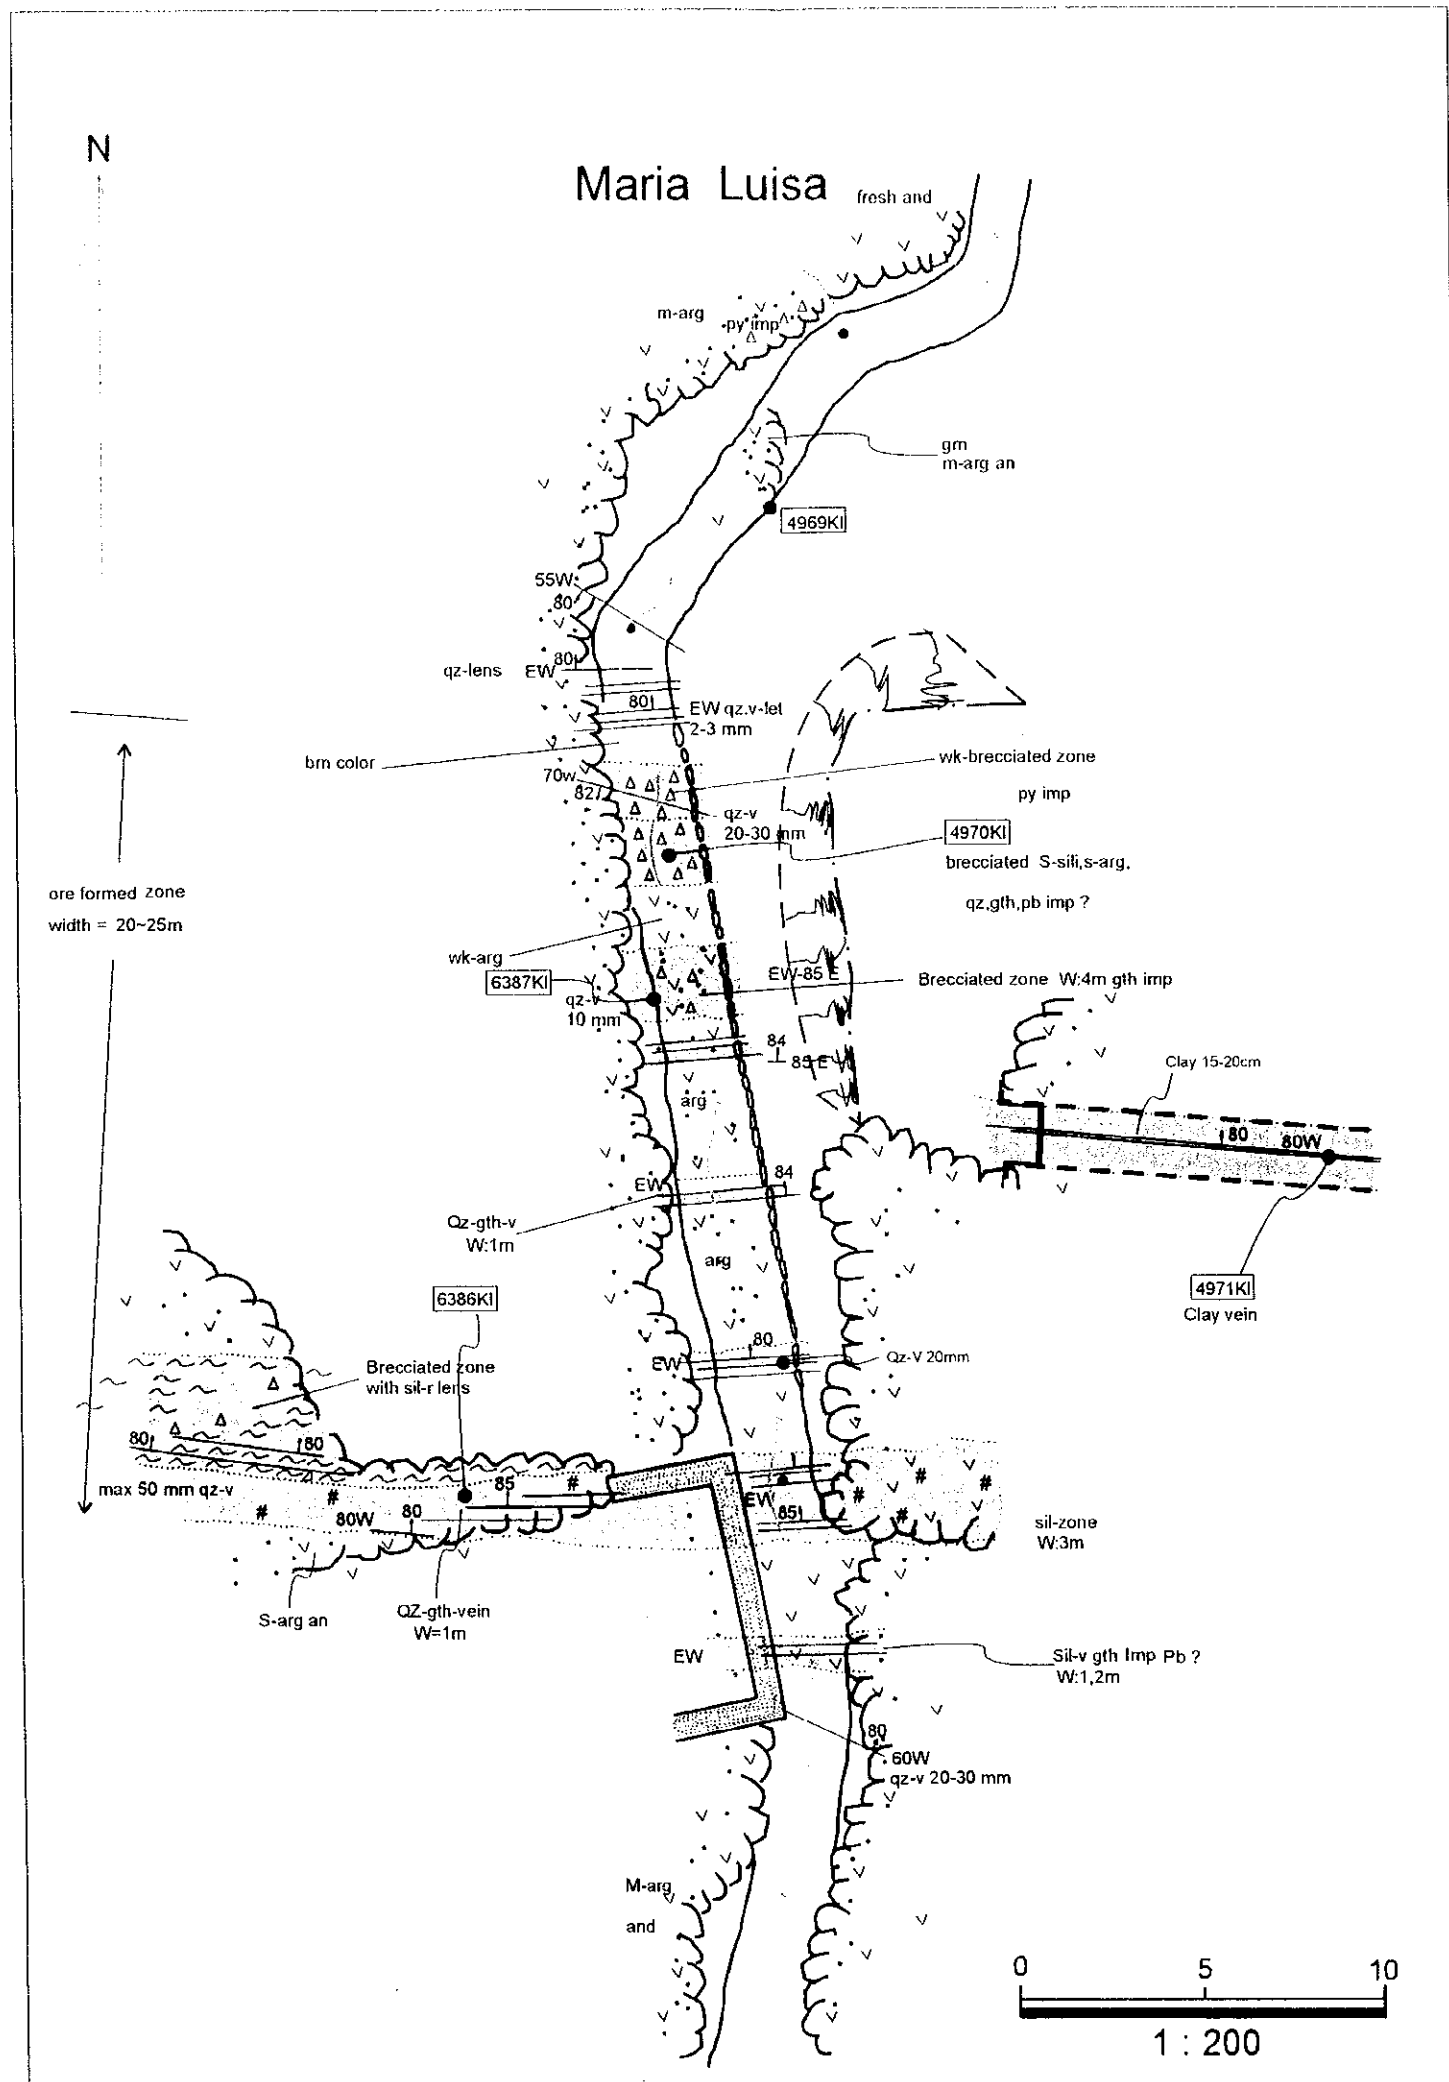 N
Maria Luisa
fresh and
m-arg
py imp
grn
m-arg an
4969KI
55W
80
80
qz-lens
EW
80
EW qz.v-let
2-3 mm
brn color
wk-brecciated zone
70w
82
py imp
qz-v
20-30 mm
4970KI
brecciated S-sili,s-arg.
qz,gth,pb imp ?
ore formed zone
width = 20~25m
wk-arg
6387KI
EW-85 E
Brecciated zone W:4m gth imp
qz-v
10 mm
84
85 E
Clay 15-20cm
arg
80
80W
EW
84
Qz-gth-v
W:1m
arg
4971KI
Clay vein
6386KI
80
EW
Qz-V 20mm
Brecciated zone
with sil-r lens
80
80
max 50 mm qz-v
85
80W
80
EW
85
sil-zone
W:3m
S-arg an
QZ-gth-vein
W=1m
EW
Sil-v gth Imp Pb ?
W:1,2m
80
60W
qz-v 20-30 mm
M-arg
and
0 5 10
1 : 200